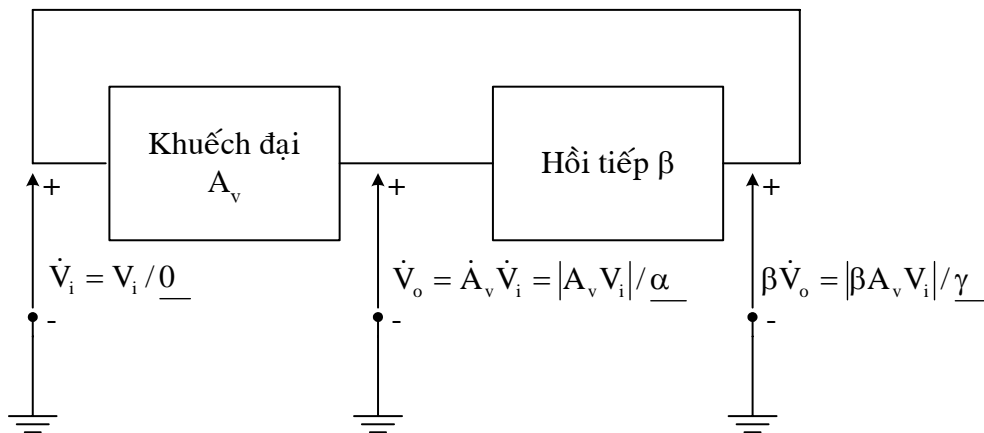 Khuếch đại
A_v
Hồi tiếp β
+
+
+
V̇_i = V_i /0
V̇_o = Ȧ_v V̇_i = |A_v V_i| /α
βV̇_o = |βA_v V_i| /γ
-
-
-